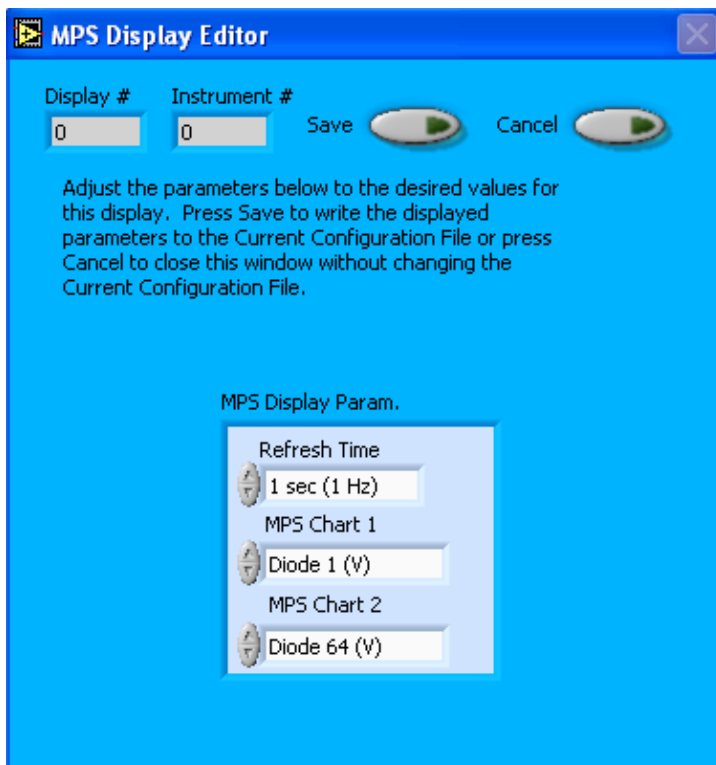 MPS Display Editor
Display # Instrument #
0 0 Save Cancel
Adjust the parameters below to the desired values for
this display.  Press Save to write the displayed
parameters to the Current Configuration File or press
Cancel to close this window without changing the
Current Configuration File.
MPS Display Param.
Refresh Time
1 sec (1 Hz)
MPS Chart 1
Diode 1 (V)
MPS Chart 2
Diode 64 (V)